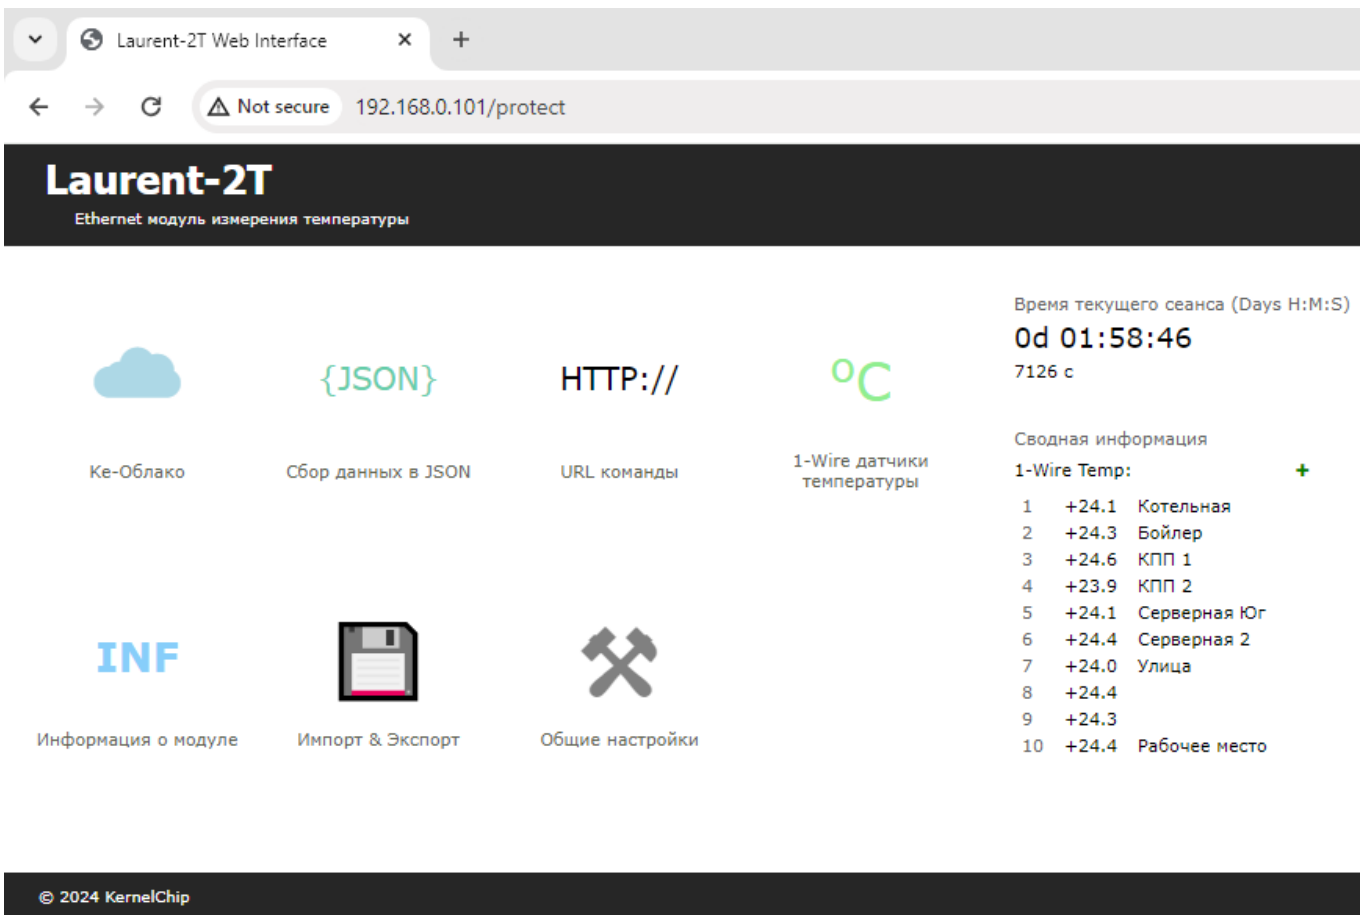 Laurent-2T Web Interface
Not secure 192.168.0.101/protect
Laurent-2T
Ethernet модуль измерения температуры
Ке-Облако
{JSON}
Сбор данных в JSON
HTTP://
URL команды
ºC
1-Wire датчики
температуры
INF
Информация о модуле
Импорт & Экспорт
Общие настройки
Время текущего сеанса (Days H:M:S)
0d 01:58:46
7126 с
Сводная информация
1-Wire Temp: +
1 +24.1 Котельная
2 +24.3 Бойлер
3 +24.6 КПП 1
4 +23.9 КПП 2
5 +24.1 Серверная Юг
6 +24.4 Серверная 2
7 +24.0 Улица
8 +24.4
9 +24.3
10 +24.4 Рабочее место
© 2024 KernelChip